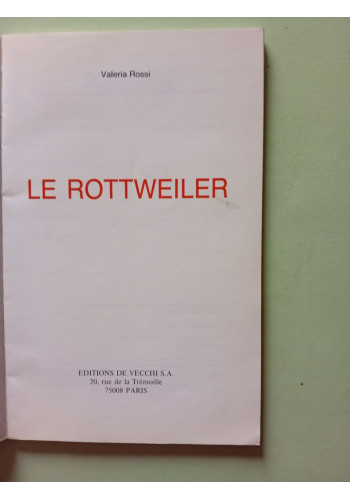 Valeria Rossi
LE ROTTWEILER
EDITIONS DE VECCHI S.A.
20, rue de la Trémoille
75008 PARIS